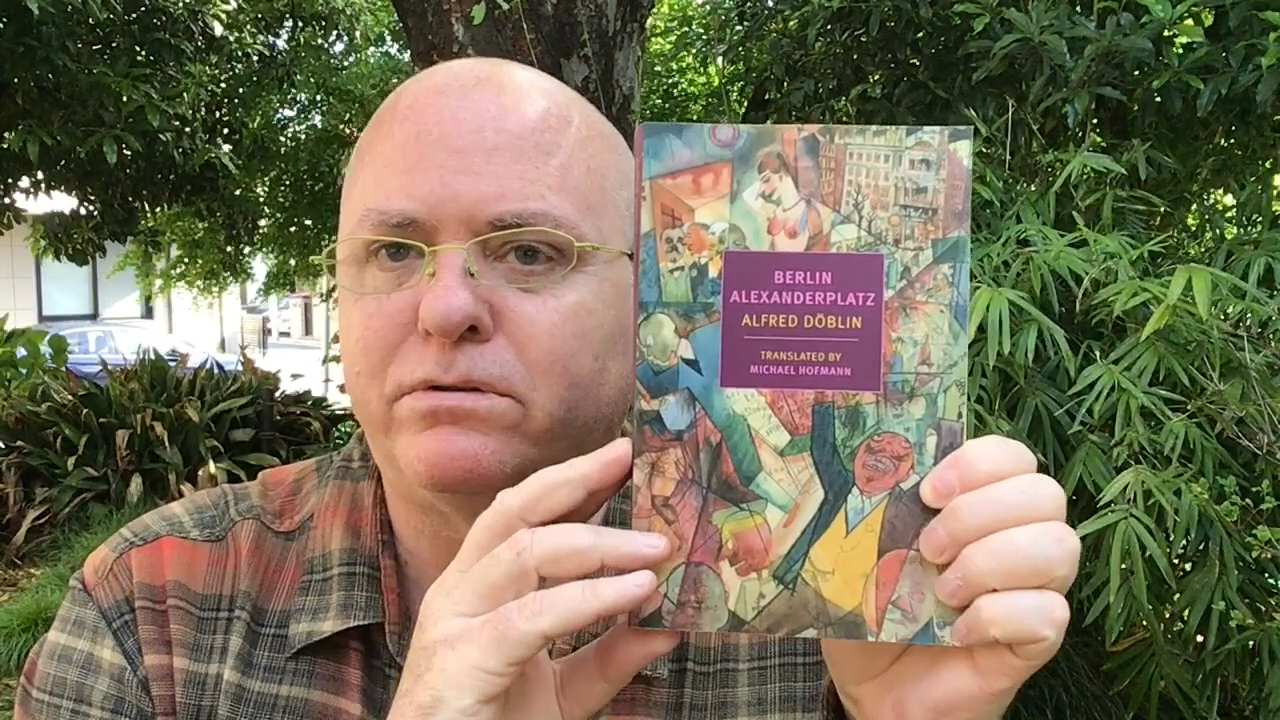 BERLIN
ALEXANDERPLATZ
ALFRED DÖBLIN
TRANSLATED BY
MICHAEL HOFMANN